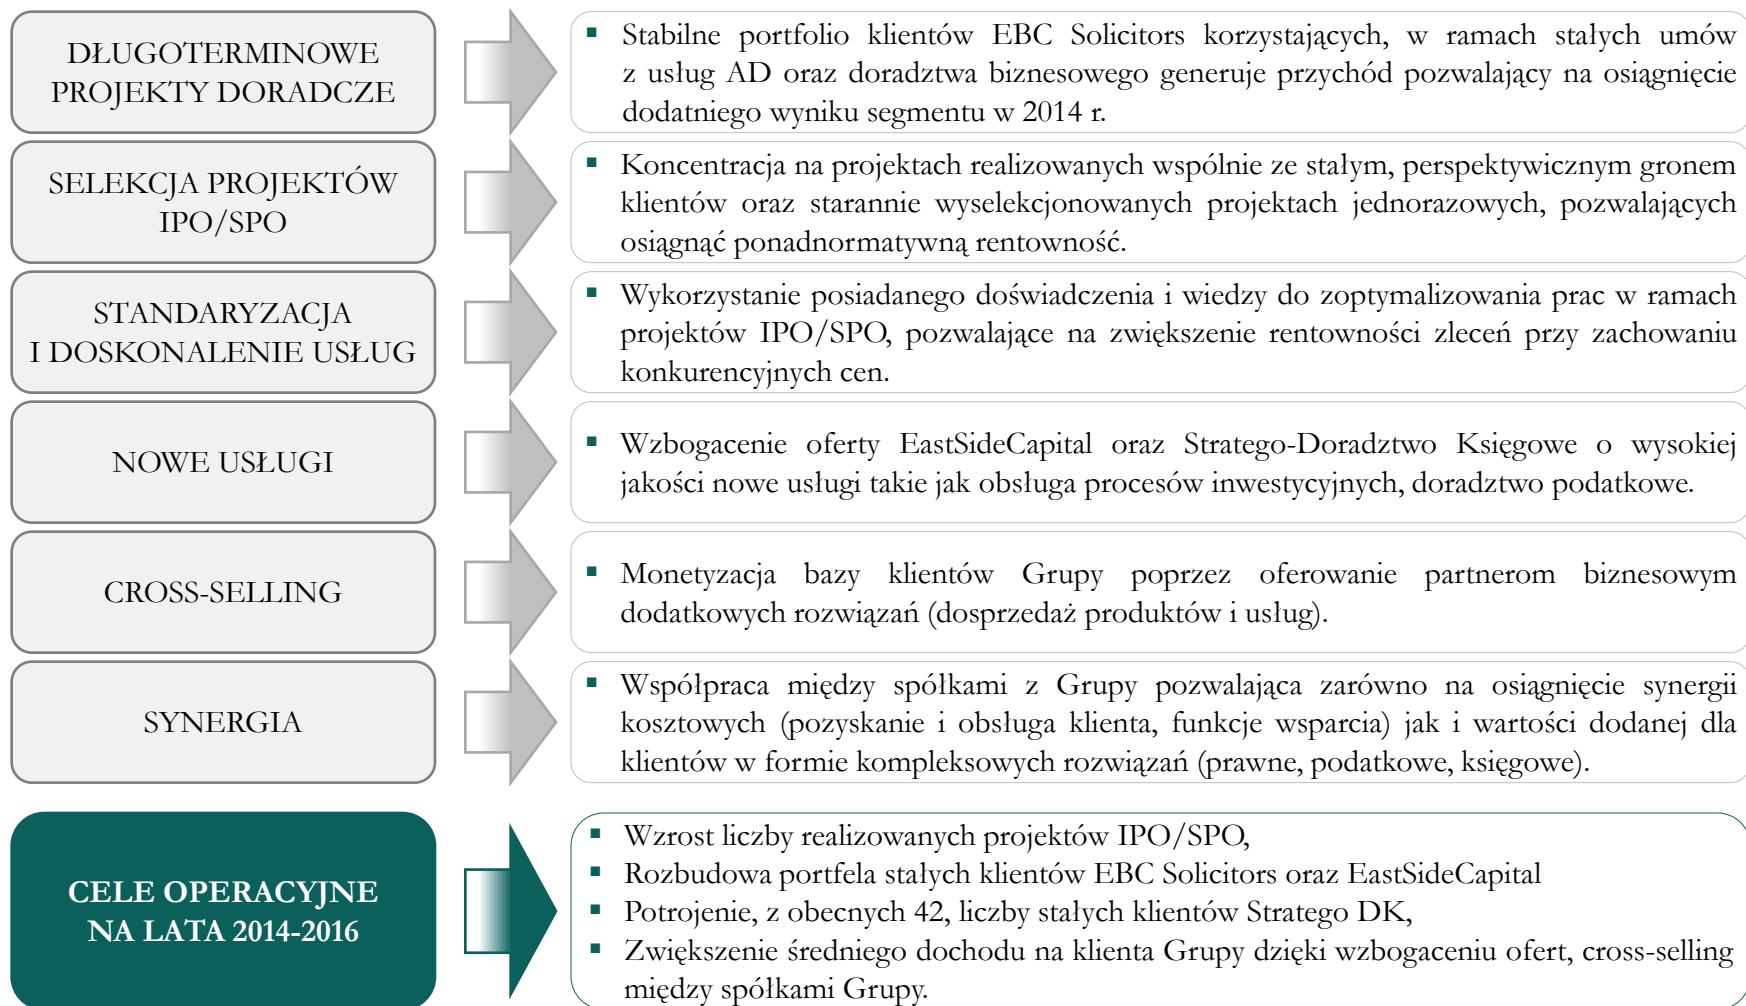 DŁUGOTERMINOWE
PROJEKTY DORADCZE
▪ Stabilne portfolio klientów EBC Solicitors korzystających, w ramach stałych umów
z usług AD oraz doradztwa biznesowego generuje przychód pozwalający na osiągnięcie
dodatniego wyniku segmentu w 2014 r.
SELEKCJA PROJEKTÓW
IPO/SPO
▪ Koncentracja na projektach realizowanych wspólnie ze stałym, perspektywicznym gronem
klientów oraz starannie wyselekcjonowanych projektach jednorazowych, pozwalających
osiągnąć ponadnormatywną rentowność.
STANDARYZACJA
I DOSKONALENIE USŁUG
▪ Wykorzystanie posiadanego doświadczenia i wiedzy do zoptymalizowania prac w ramach
projektów IPO/SPO, pozwalające na zwiększenie rentowności zleceń przy zachowaniu
konkurencyjnych cen.
NOWE USŁUGI
▪ Wzbogacenie oferty EastSideCapital oraz Stratego-Doradztwo Księgowe o wysokiej
jakości nowe usługi takie jak obsługa procesów inwestycyjnych, doradztwo podatkowe.
CROSS-SELLING
▪ Monetyzacja bazy klientów Grupy poprzez oferowanie partnerom biznesowym
dodatkowych rozwiązań (dosprzedaż produktów i usług).
SYNERGIA
▪ Współpraca między spółkami z Grupy pozwalająca zarówno na osiągnięcie synergii
kosztowych (pozyskanie i obsługa klienta, funkcje wsparcia) jak i wartości dodanej dla
klientów w formie kompleksowych rozwiązań (prawne, podatkowe, księgowe).
CELE OPERACYJNE
NA LATA 2014-2016
▪ Wzrost liczby realizowanych projektów IPO/SPO,
▪ Rozbudowa portfela stałych klientów EBC Solicitors oraz EastSideCapital
▪ Potrojenie, z obecnych 42, liczby stałych klientów Stratego DK,
▪ Zwiększenie średniego dochodu na klienta Grupy dzięki wzbogaceniu ofert, cross-selling
między spółkami Grupy.